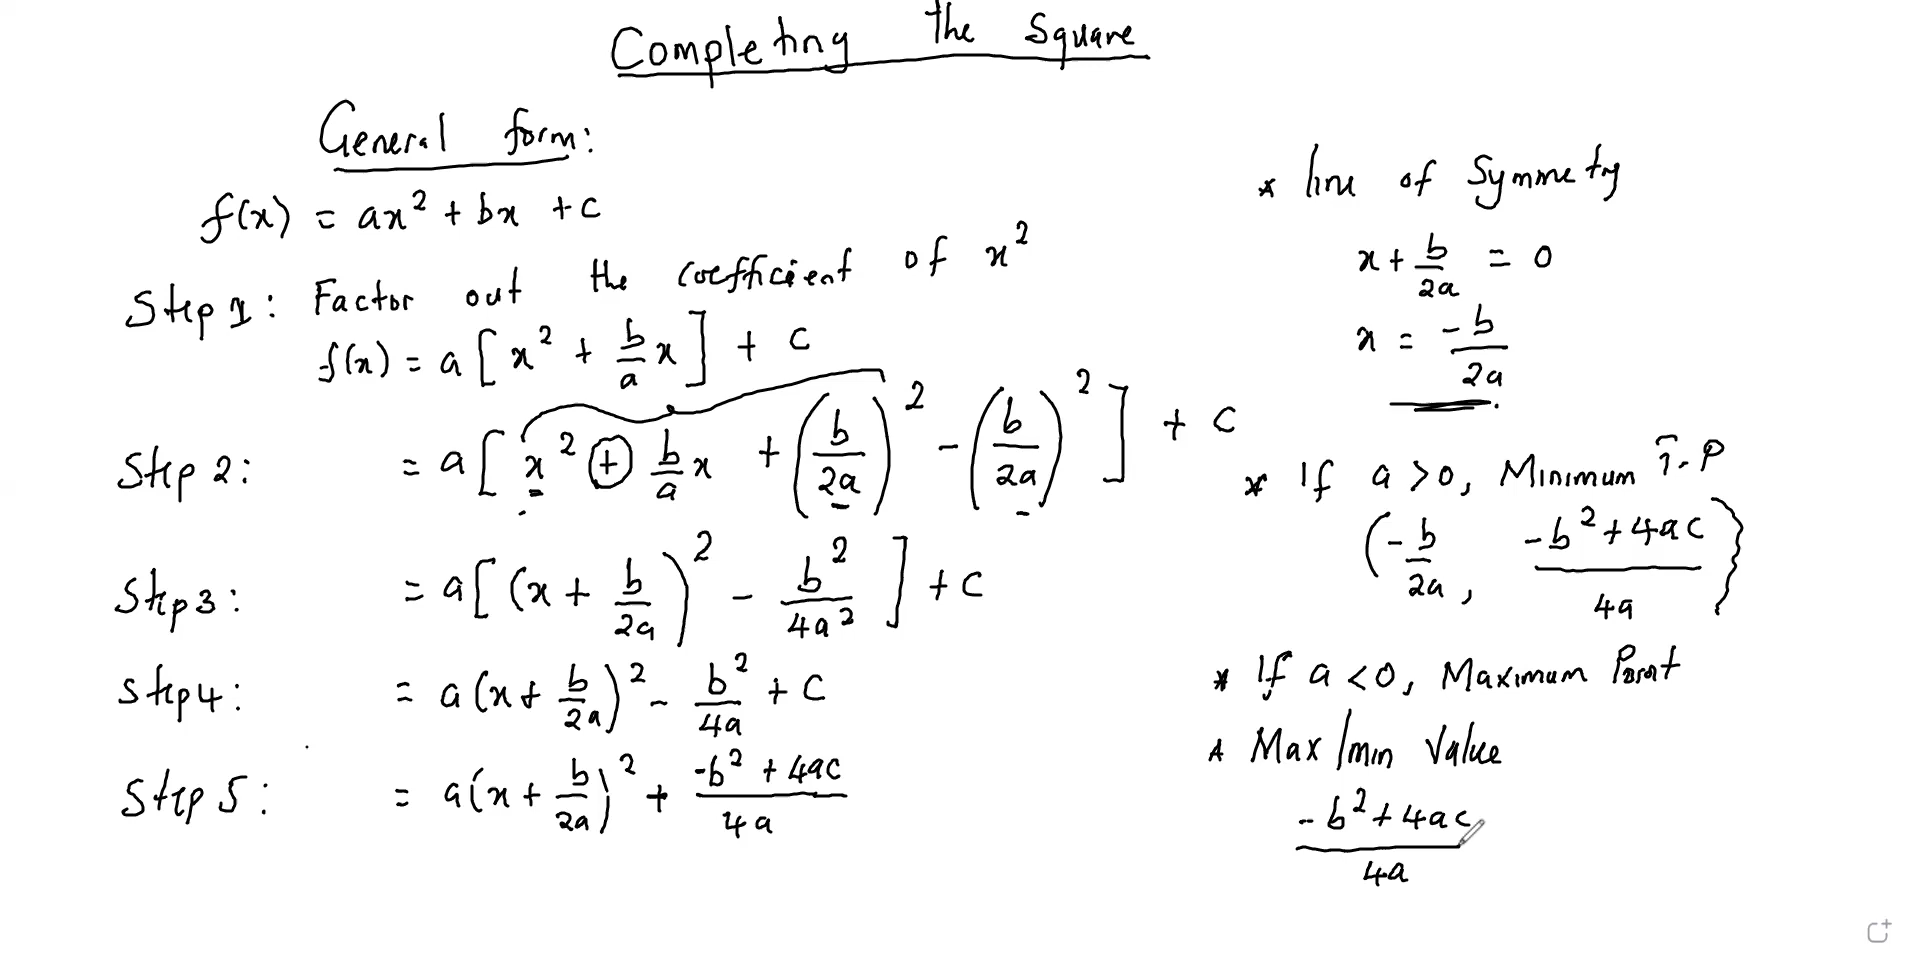 Completing the Square
General form:
f(x) = ax² + bx + c
Step 1: Factor out the coefficient of x²
f(x) = a[x² + b/a x] + c
Step 2: = a[x² + b/a x + (b/2a)² - (b/2a)²] + c
Step 3: = a[(x + b/2a)² - b²/4a²] + c
Step 4: = a(x + b/2a)² - b²/4a + c
Step 5: = a(x + b/2a)² + (-b² + 4ac)/4a
* line of Symmetry
x + b/2a = 0
x = -b/2a.
* If a > 0, Minimum T.P
(-b/2a, (-b² + 4ac)/4a)
* If a < 0, Maximum Point
* Max/min Value
(-b² + 4ac)/4a